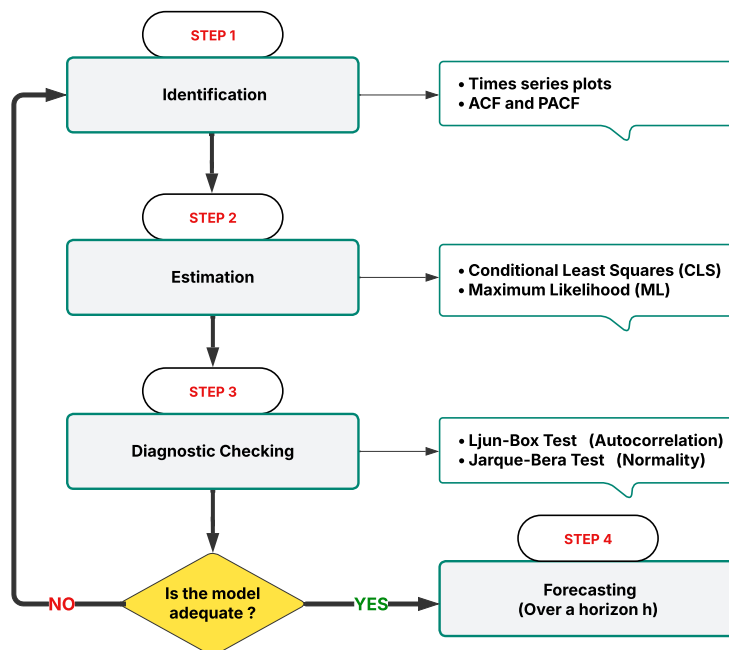 STEP 1
Identification
• Times series plots
• ACF and PACF
STEP 2
Estimation
• Conditional Least Squares (CLS)
• Maximum Likelihood (ML)
STEP 3
Diagnostic Checking
• Ljun-Box Test (Autocorrelation)
• Jarque-Bera Test (Normality)
STEP 4
Is the model
adequate ?
NO
YES
Forecasting
(Over a horizon h)